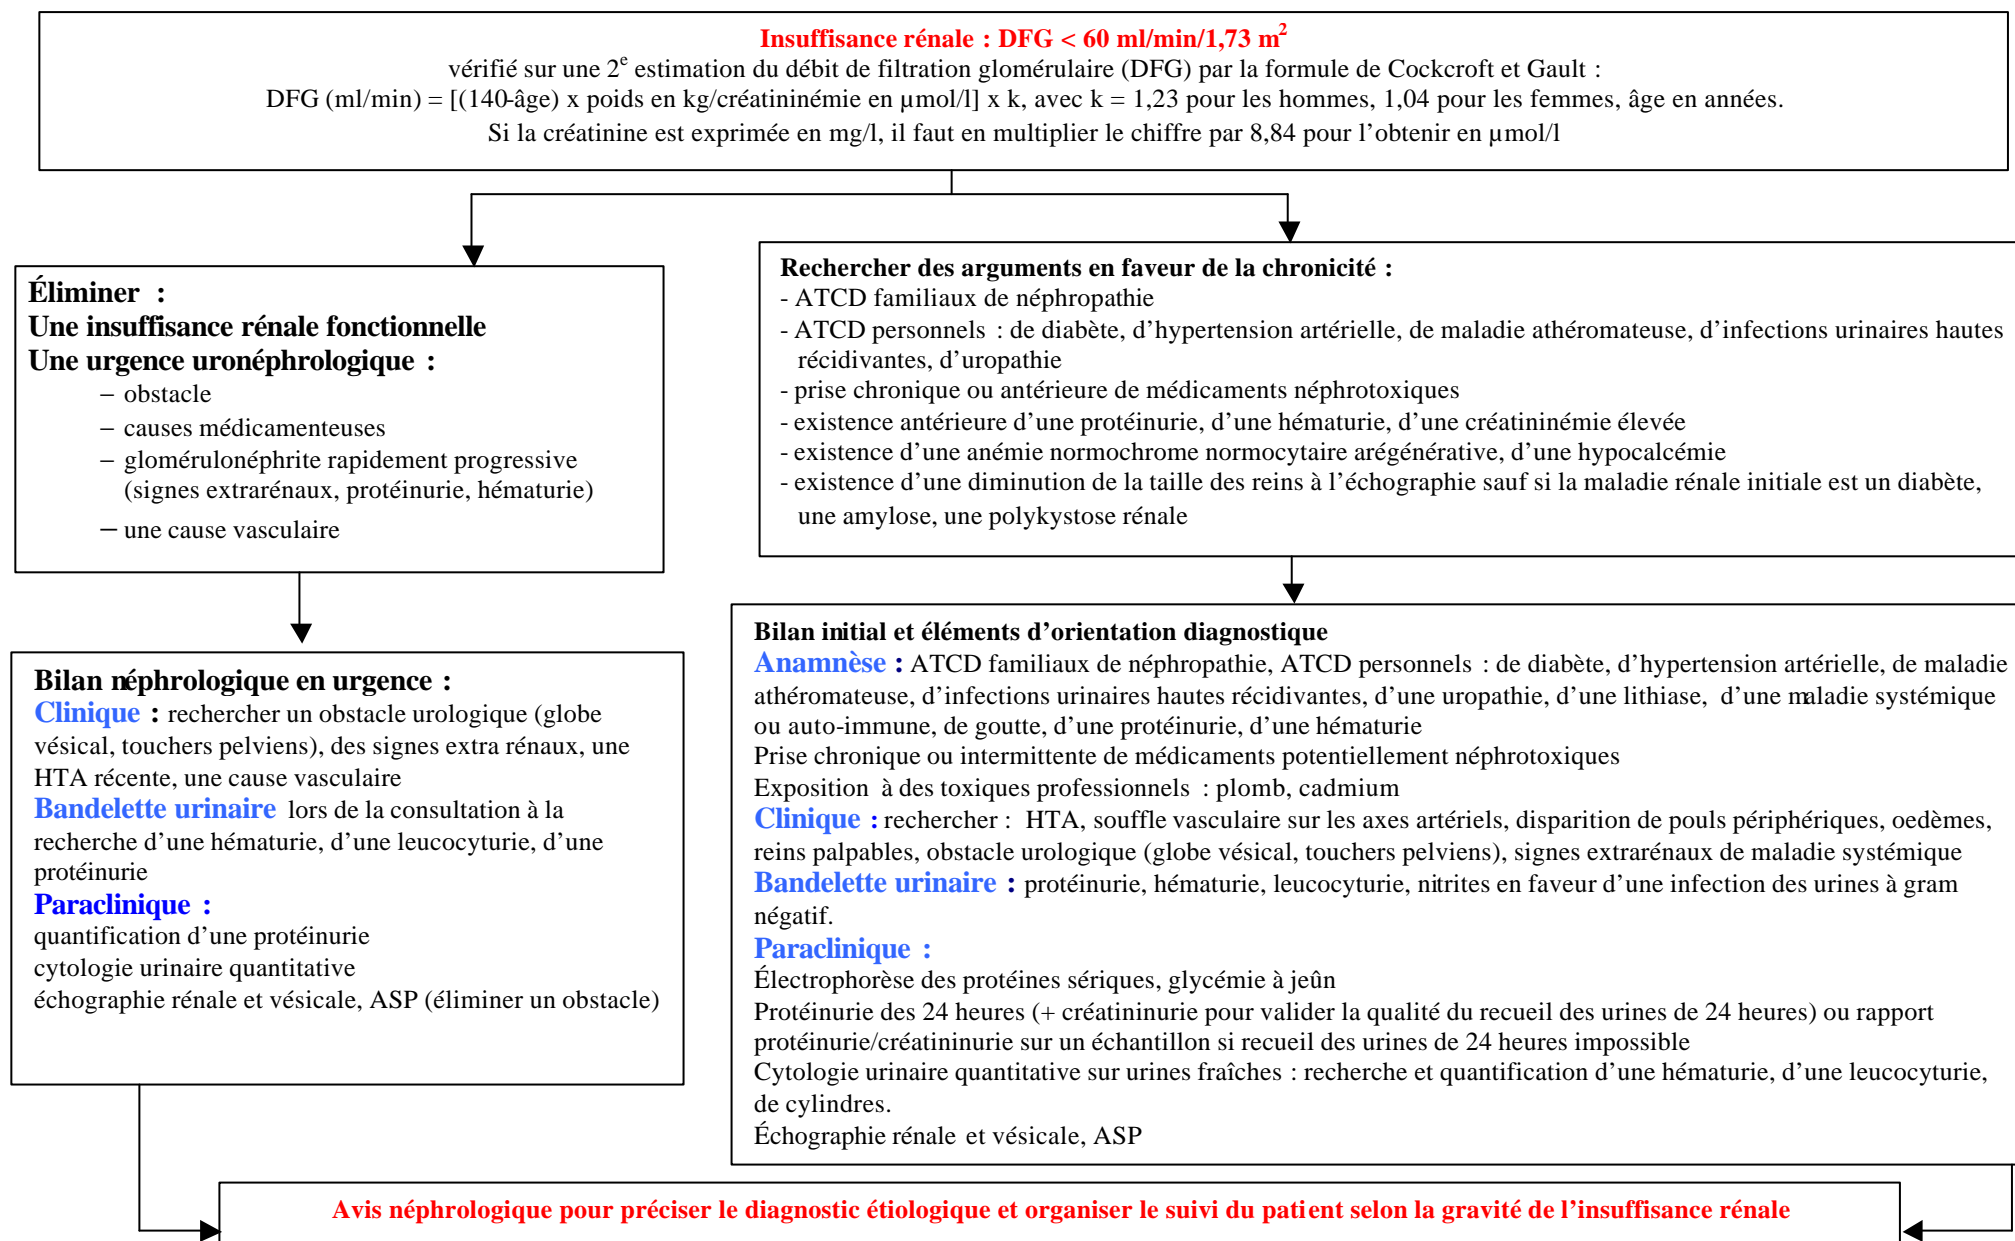 Insuffisance rénale : DFG < 60 ml/min/1,73 m²
vérifié sur une 2e estimation du débit de filtration glomérulaire (DFG) par la formule de Cockcroft et Gault :
DFG (ml/min) = [(140-âge) x poids en kg/créatininémie en µmol/l] x k, avec k = 1,23 pour les hommes, 1,04 pour les femmes, âge en années.
Si la créatinine est exprimée en mg/l, il faut en multiplier le chiffre par 8,84 pour l'obtenir en µmol/l
Éliminer :
Une insuffisance rénale fonctionnelle
Une urgence uronéphrologique :
– obstacle
– causes médicamenteuses
– glomérulonéphrite rapidement progressive
(signes extrarénaux, protéinurie, hématurie)
– une cause vasculaire
Rechercher des arguments en faveur de la chronicité :
- ATCD familiaux de néphropathie
- ATCD personnels : de diabète, d'hypertension artérielle, de maladie athéromateuse, d'infections urinaires hautes
récidivantes, d'uropathie
- prise chronique ou antérieure de médicaments néphrotoxiques
- existence antérieure d'une protéinurie, d'une hématurie, d'une créatininémie élevée
- existence d'une anémie normochrome normocytaire arégénérative, d'une hypocalcémie
- existence d'une diminution de la taille des reins à l'échographie sauf si la maladie rénale initiale est un diabète,
une amylose, une polykystose rénale
Bilan néphrologique en urgence :
Clinique : rechercher un obstacle urologique (globe
vésical, touchers pelviens), des signes extra rénaux, une
HTA récente, une cause vasculaire
Bandelette urinaire lors de la consultation à la
recherche d'une hématurie, d'une leucocyturie, d'une
protéinurie
Paraclinique :
quantification d'une protéinurie
cytologie urinaire quantitative
échographie rénale et vésicale, ASP (éliminer un obstacle)
Bilan initial et éléments d'orientation diagnostique
Anamnèse : ATCD familiaux de néphropathie, ATCD personnels : de diabète, d'hypertension artérielle, de maladie
athéromateuse, d'infections urinaires hautes récidivantes, d'une uropathie, d'une lithiase, d'une maladie systémique
ou auto-immune, de goutte, d'une protéinurie, d'une hématurie
Prise chronique ou intermittente de médicaments potentiellement néphrotoxiques
Exposition à des toxiques professionnels : plomb, cadmium
Clinique : rechercher : HTA, souffle vasculaire sur les axes artériels, disparition de pouls périphériques, oedèmes,
reins palpables, obstacle urologique (globe vésical, touchers pelviens), signes extrarénaux de maladie systémique
Bandelette urinaire : protéinurie, hématurie, leucocyturie, nitrites en faveur d'une infection des urines à gram
négatif.
Paraclinique :
Électrophorèse des protéines sériques, glycémie à jeûn
Protéinurie des 24 heures (+ créatininurie pour valider la qualité du recueil des urines de 24 heures) ou rapport
protéinurie/créatininurie sur un échantillon si recueil des urines de 24 heures impossible
Cytologie urinaire quantitative sur urines fraîches : recherche et quantification d'une hématurie, d'une leucocyturie,
de cylindres.
Échographie rénale et vésicale, ASP
Avis néphrologique pour préciser le diagnostic étiologique et organiser le suivi du patient selon la gravité de l'insuffisance rénale